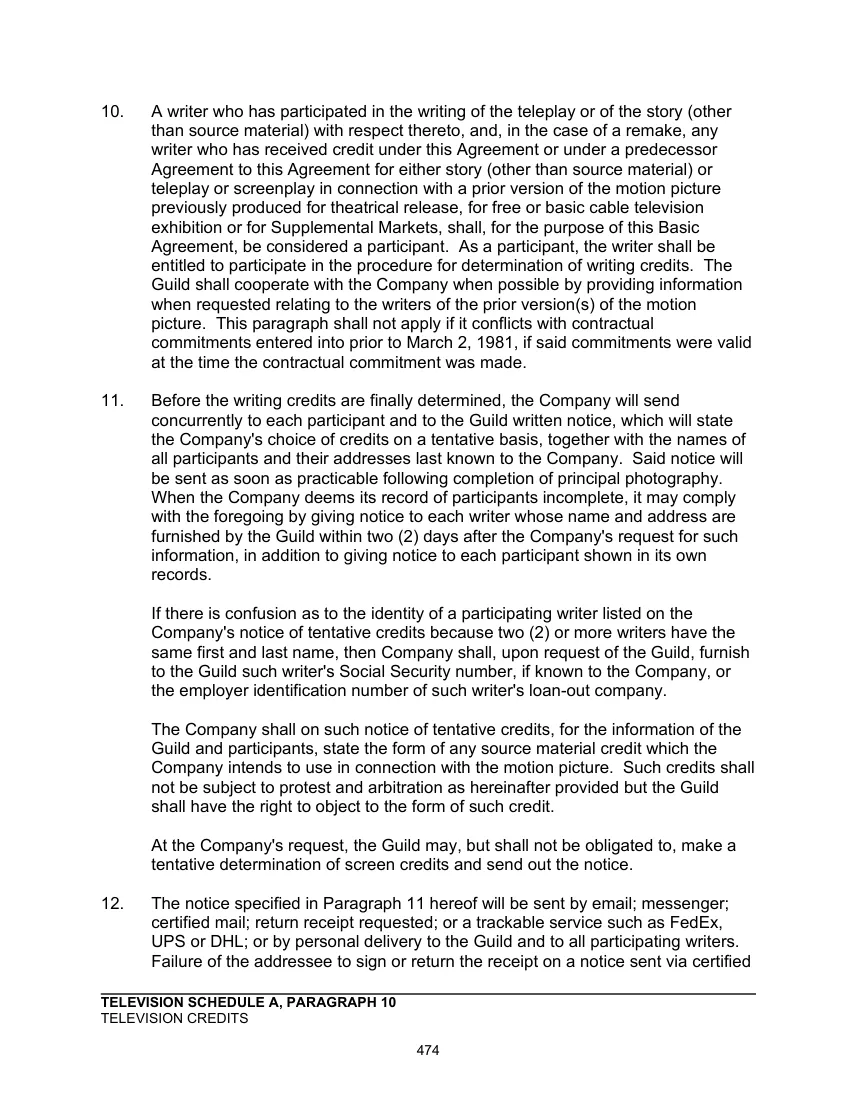 10. A writer who has participated in the writing of the teleplay or of the story (other
than source material) with respect thereto, and, in the case of a remake, any
writer who has received credit under this Agreement or under a predecessor
Agreement to this Agreement for either story (other than source material) or
teleplay or screenplay in connection with a prior version of the motion picture
previously produced for theatrical release, for free or basic cable television
exhibition or for Supplemental Markets, shall, for the purpose of this Basic
Agreement, be considered a participant.  As a participant, the writer shall be
entitled to participate in the procedure for determination of writing credits.  The
Guild shall cooperate with the Company when possible by providing information
when requested relating to the writers of the prior version(s) of the motion
picture.  This paragraph shall not apply if it conflicts with contractual
commitments entered into prior to March 2, 1981, if said commitments were valid
at the time the contractual commitment was made.
11. Before the writing credits are finally determined, the Company will send
concurrently to each participant and to the Guild written notice, which will state
the Company's choice of credits on a tentative basis, together with the names of
all participants and their addresses last known to the Company.  Said notice will
be sent as soon as practicable following completion of principal photography.
When the Company deems its record of participants incomplete, it may comply
with the foregoing by giving notice to each writer whose name and address are
furnished by the Guild within two (2) days after the Company's request for such
information, in addition to giving notice to each participant shown in its own
records.
If there is confusion as to the identity of a participating writer listed on the
Company's notice of tentative credits because two (2) or more writers have the
same first and last name, then Company shall, upon request of the Guild, furnish
to the Guild such writer's Social Security number, if known to the Company, or
the employer identification number of such writer's loan-out company.
The Company shall on such notice of tentative credits, for the information of the
Guild and participants, state the form of any source material credit which the
Company intends to use in connection with the motion picture.  Such credits shall
not be subject to protest and arbitration as hereinafter provided but the Guild
shall have the right to object to the form of such credit.
At the Company's request, the Guild may, but shall not be obligated to, make a
tentative determination of screen credits and send out the notice.
12. The notice specified in Paragraph 11 hereof will be sent by email; messenger;
certified mail; return receipt requested; or a trackable service such as FedEx,
UPS or DHL; or by personal delivery to the Guild and to all participating writers.
Failure of the addressee to sign or return the receipt on a notice sent via certified
TELEVISION SCHEDULE A, PARAGRAPH 10
TELEVISION CREDITS
474